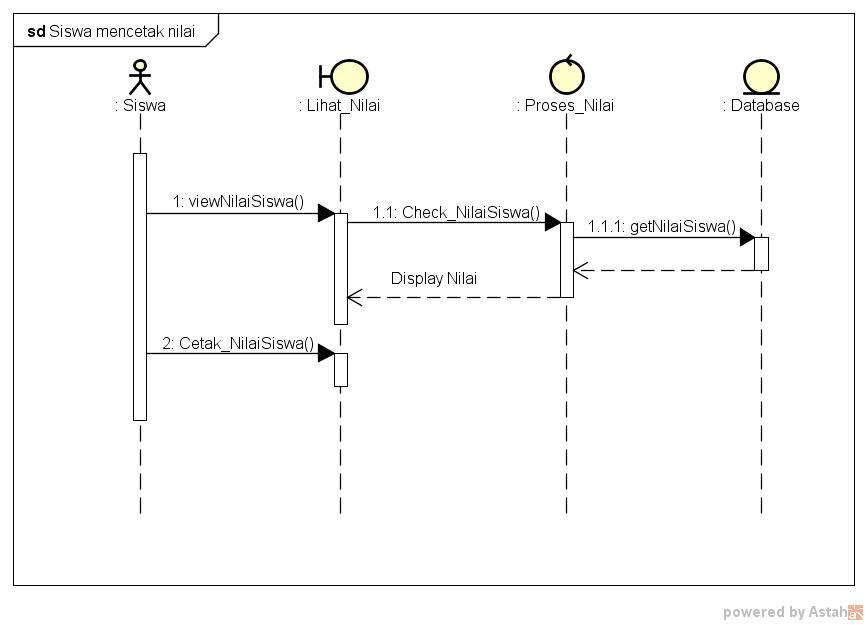 sd Siswa mencetak nilai
: Siswa
: Lihat_Nilai
: Proses_Nilai
: Database
1: viewNilaiSiswa()
1.1: Check_NilaiSiswa()
1.1.1: getNilaiSiswa()
Display Nilai
2: Cetak_NilaiSiswa()
powered by Astah